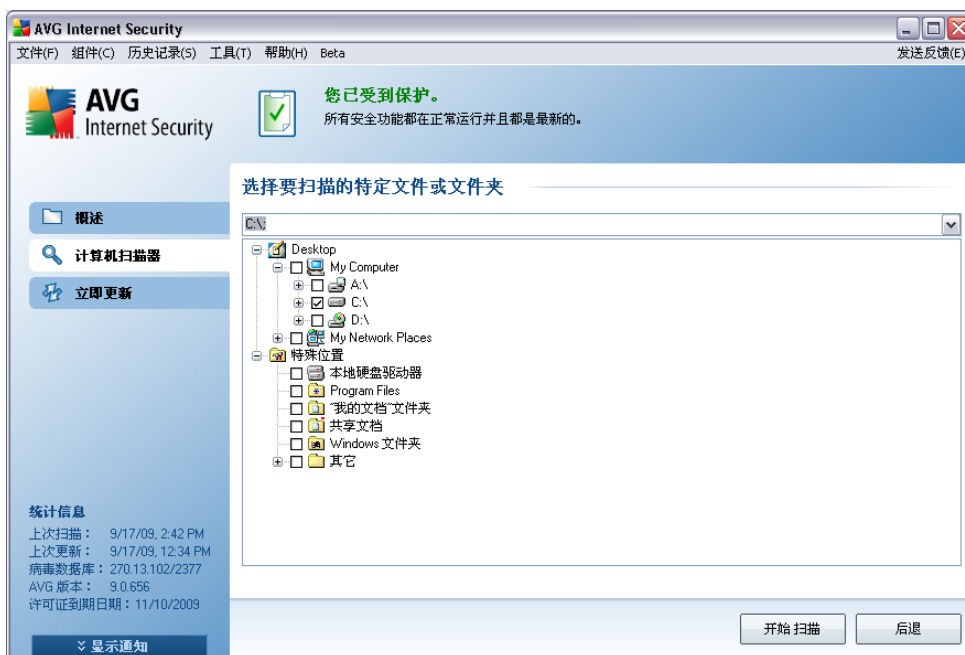 AVG Internet Security
文件(F) 组件(C) 历史记录(S) 工具(T) 帮助(H) Beta 发送反馈(E)
AVG
Internet Security
您已受到保护。
所有安全功能都在正常运行并且都是最新的。
概述
计算机扫描器
立即更新
选择要扫描的特定文件或文件夹
C:\;
Desktop
My Computer
A:\
C:\
D:\
My Network Places
特殊位置
本地硬盘驱动器
Program Files
"我的文档"文件夹
共享文档
Windows 文件夹
其它
统计信息
上次扫描： 9/17/09, 2:42 PM
上次更新： 9/17/09, 12:34 PM
病毒数据库：270.13.102/2377
AVG 版本： 9.0.656
许可证到期日期：11/10/2009
显示通知
开始 扫描
后退